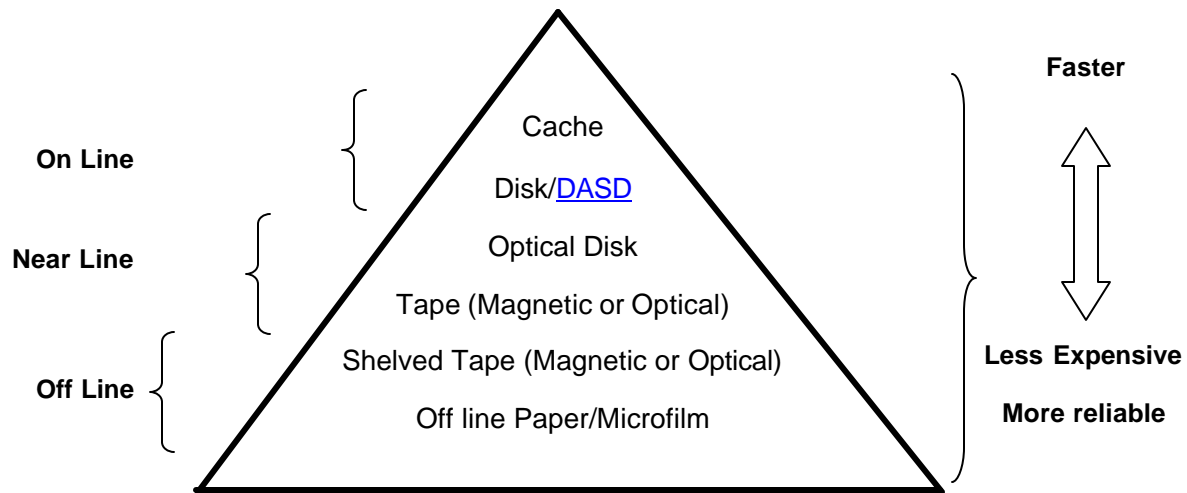 Faster
Cache
On Line
Disk/DASD
Optical Disk
Near Line
Tape (Magnetic or Optical)
Shelved Tape (Magnetic or Optical)
Less Expensive
Off Line
Off line Paper/Microfilm
More reliable